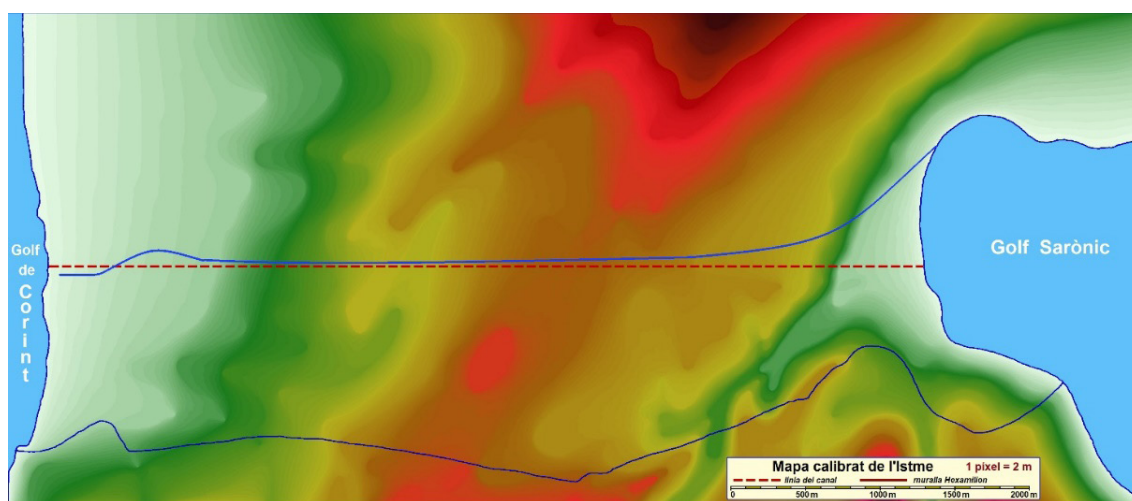 Golf
de
Corint
Golf Sarònic
Mapa calibrat de l'Istme 1 pixel = 2 m
línia del canal muralla Hexamilion
0 500 m 1000 m 1500 m 2000 m